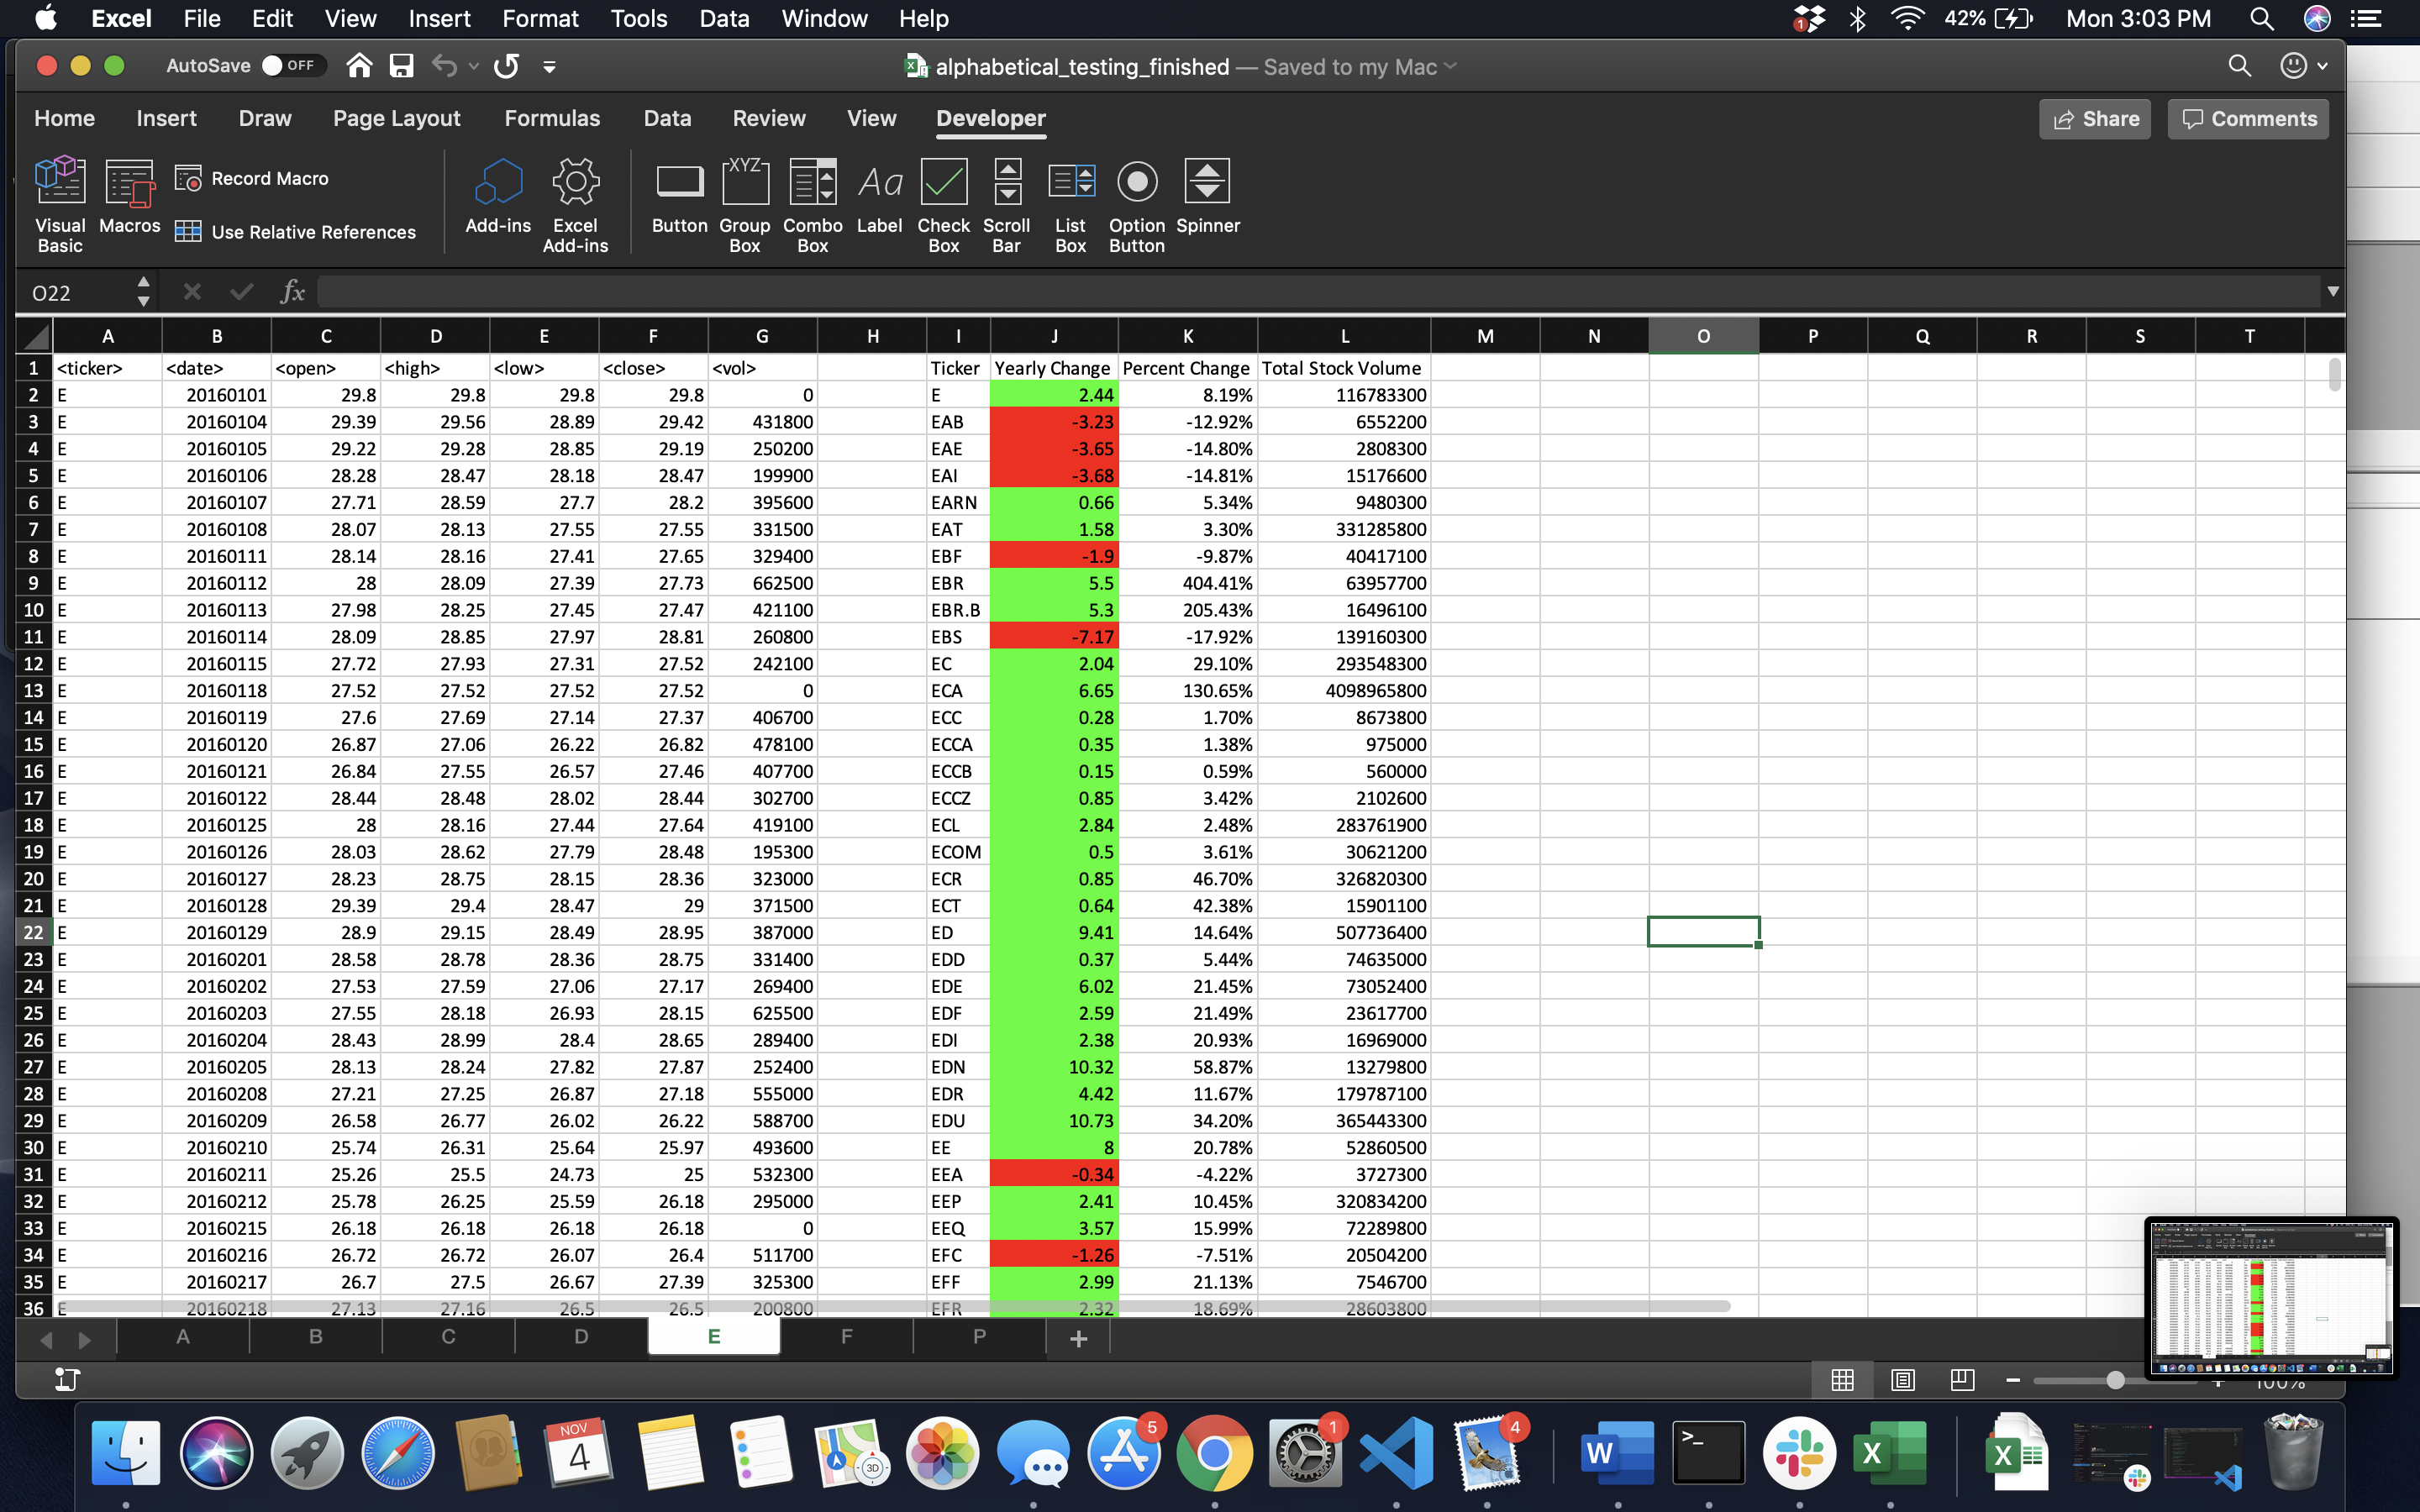 Excel File Edit View Insert Format Tools Data Window Help 1 42% Mon 3:03 PM
AutoSave OFF alphabetical_testing_finished — Saved to my Mac
Home Insert Draw Page Layout Formulas Data Review View Developer Share Comments
Visual Basic Macros Record Macro Use Relative References Add-ins Excel Add-ins XYZ Aa Button Group Box Combo Box Label Check Box Scroll Bar List Box Option Button Spinner
O22 fx
A B C D E F G H I J K L M N O P Q R S T
1 <ticker> <date> <open> <high> <low> <close> <vol> Ticker Yearly Change Percent Change Total Stock Volume
2 E 20160101 29.8 29.8 29.8 29.8 0 E 2.44 8.19% 116783300
3 E 20160104 29.39 29.56 28.89 29.42 431800 EAB -3.23 -12.92% 6552200
4 E 20160105 29.22 29.28 28.85 29.19 250200 EAE -3.65 -14.80% 2808300
5 E 20160106 28.28 28.47 28.18 28.47 199900 EAI -3.68 -14.81% 15176600
6 E 20160107 27.71 28.59 27.7 28.2 395600 EARN 0.66 5.34% 9480300
7 E 20160108 28.07 28.13 27.55 27.55 331500 EAT 1.58 3.30% 331285800
8 E 20160111 28.14 28.16 27.41 27.65 329400 EBF -1.9 -9.87% 40417100
9 E 20160112 28 28.09 27.39 27.73 662500 EBR 5.5 404.41% 63957700
10 E 20160113 27.98 28.25 27.45 27.47 421100 EBR.B 5.3 205.43% 16496100
11 E 20160114 28.09 28.85 27.97 28.81 260800 EBS -7.17 -17.92% 139160300
12 E 20160115 27.72 27.93 27.31 27.52 242100 EC 2.04 29.10% 293548300
13 E 20160118 27.52 27.52 27.52 27.52 0 ECA 6.65 130.65% 4098965800
14 E 20160119 27.6 27.69 27.14 27.37 406700 ECC 0.28 1.70% 8673800
15 E 20160120 26.87 27.06 26.22 26.82 478100 ECCA 0.35 1.38% 975000
16 E 20160121 26.84 27.55 26.57 27.46 407700 ECCB 0.15 0.59% 560000
17 E 20160122 28.44 28.48 28.02 28.44 302700 ECCZ 0.85 3.42% 2102600
18 E 20160125 28 28.16 27.44 27.64 419100 ECL 2.84 2.48% 283761900
19 E 20160126 28.03 28.62 27.79 28.48 195300 ECOM 0.5 3.61% 30621200
20 E 20160127 28.23 28.75 28.15 28.36 323000 ECR 0.85 46.70% 326820300
21 E 20160128 29.39 29.4 28.47 29 371500 ECT 0.64 42.38% 15901100
22 E 20160129 28.9 29.15 28.49 28.95 387000 ED 9.41 14.64% 507736400
23 E 20160201 28.58 28.78 28.36 28.75 331400 EDD 0.37 5.44% 74635000
24 E 20160202 27.53 27.59 27.06 27.17 269400 EDE 6.02 21.45% 73052400
25 E 20160203 27.55 28.18 26.93 28.15 625500 EDF 2.59 21.49% 23617700
26 E 20160204 28.43 28.99 28.4 28.65 289400 EDI 2.38 20.93% 16969000
27 E 20160205 28.13 28.24 27.82 27.87 252400 EDN 10.32 58.87% 13279800
28 E 20160208 27.21 27.25 26.87 27.18 555000 EDR 4.42 11.67% 179787100
29 E 20160209 26.58 26.77 26.02 26.22 588700 EDU 10.73 34.20% 365443300
30 E 20160210 25.74 26.31 25.64 25.97 493600 EE 8 20.78% 52860500
31 E 20160211 25.26 25.5 24.73 25 532300 EEA -0.34 -4.22% 3727300
32 E 20160212 25.78 26.25 25.59 26.18 295000 EEP 2.41 10.45% 320834200
33 E 20160215 26.18 26.18 26.18 26.18 0 EEQ 3.57 15.99% 72289800
34 E 20160216 26.72 26.72 26.07 26.4 511700 EFC -1.26 -7.51% 20504200
35 E 20160217 26.7 27.5 26.67 27.39 325300 EFF 2.99 21.13% 7546700
36 E 20160218 27.13 27.16 26.5 26.5 200800 EFR 2.32 18.69% 28603800
A B C D E F P +
100%
NOV 4 3D 5 1 4 W >_ X X